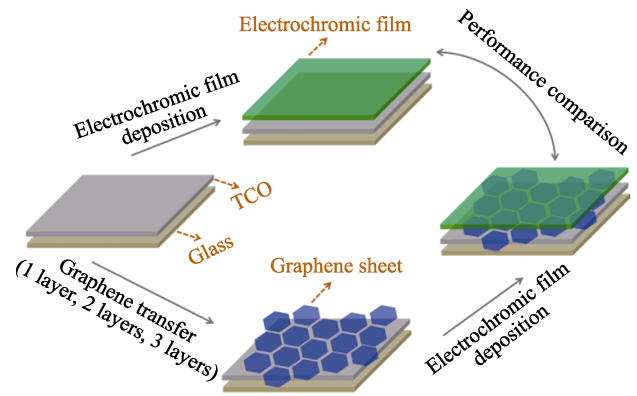 Electrochromic film
Performance comparison
Electrochromic film
deposition
TCO
Glass
Graphene transfer
(1 layer, 2 layers, 3 layers)
Graphene sheet
Electrochromic film
deposition